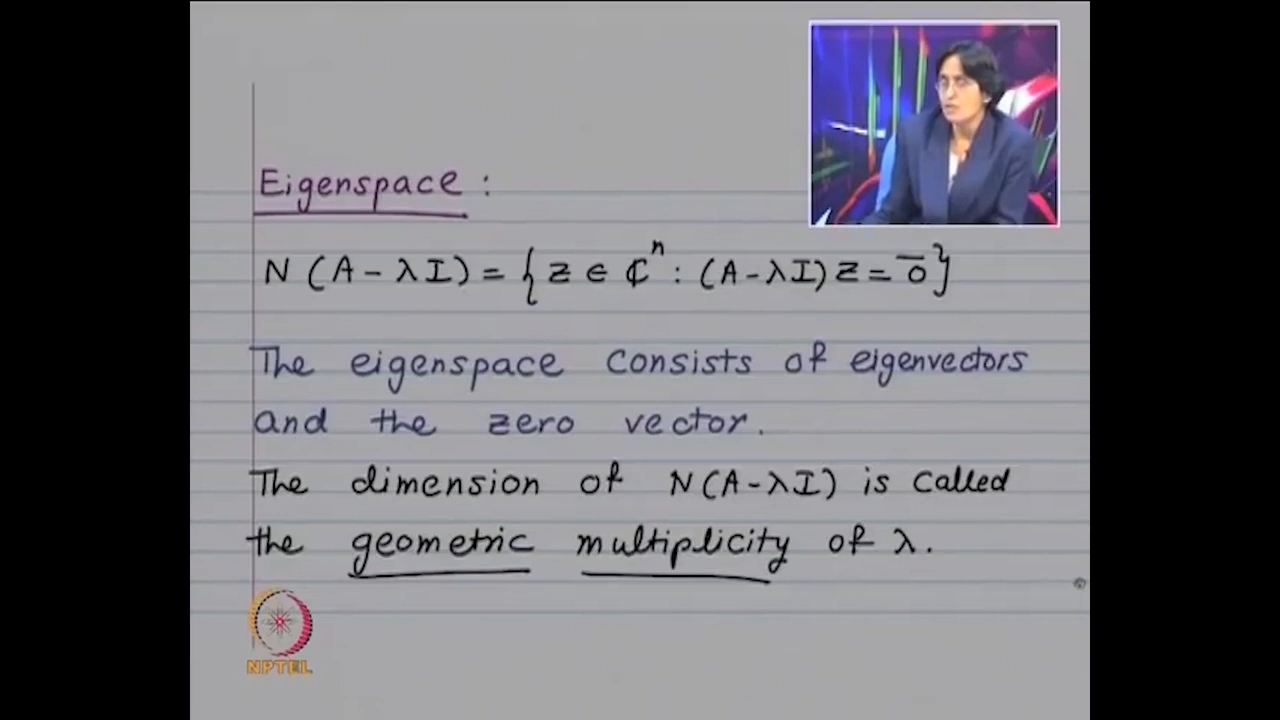 Eigenspace :
N (A - λI) = { z ∈ ℂⁿ : (A - λI) z = 0̅ }
The eigenspace consists of eigenvectors
and the zero vector.
The dimension of N(A - λI) is called
the geometric multiplicity of λ.
NPTEL